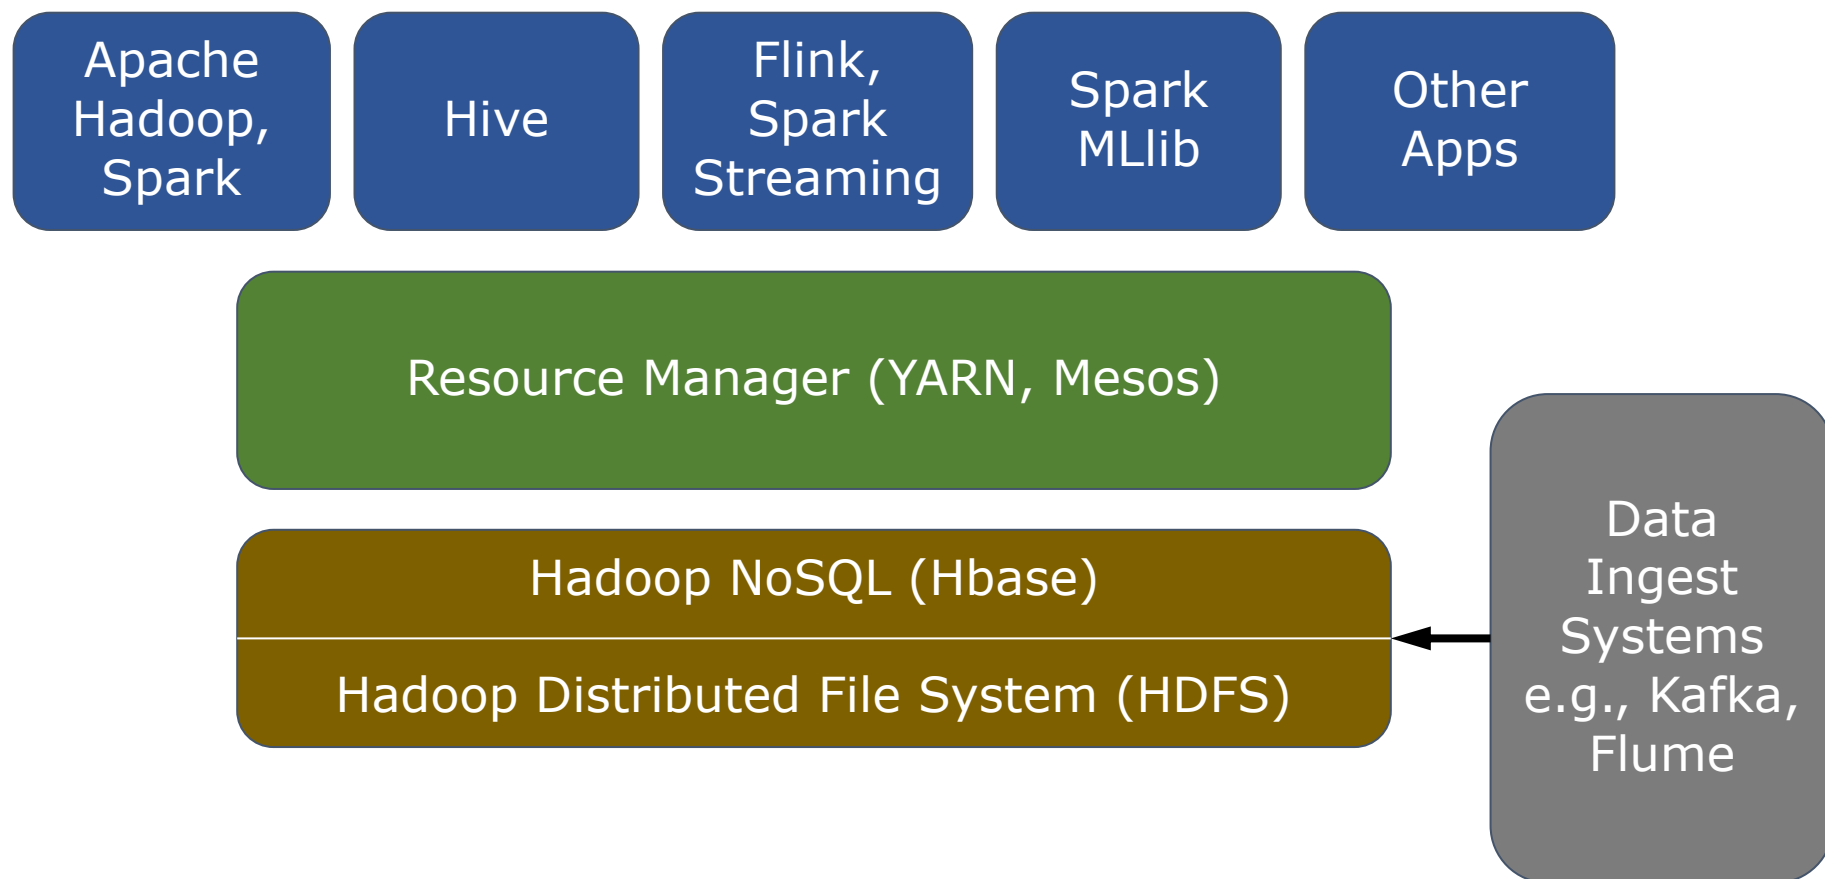 Apache
Hadoop,
Spark
Hive
Flink,
Spark
Streaming
Spark
MLlib
Other
Apps
Resource Manager (YARN, Mesos)
Hadoop NoSQL (Hbase)
Hadoop Distributed File System (HDFS)
Data
Ingest
Systems
e.g., Kafka,
Flume